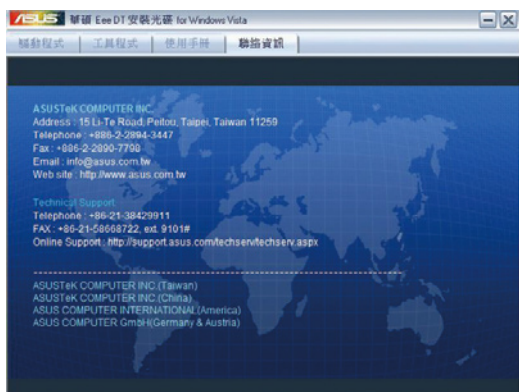 ASUS 華碩 Eee DT 安裝光碟 for Windows Vista
驅動程式 工具程式 使用手冊 聯絡資訊
ASUSTeK COMPUTER INC.
Address : 15 Li-Te Road, Peitou, Taipei, Taiwan 11259
Telephone : +886-2-2894-3447
Fax : +886-2-2890-7798
Email : info@asus.com.tw
Web site : http://www.asus.com.tw
Technical Support
Telephone : +86-21-38429911
FAX : +86-21-58668722, ext. 9101#
Online Support : http://support.asus.com/techserv/techserv.aspx
ASUSTeK COMPUTER INC.(Taiwan)
ASUSTeK COMPUTER INC.(China)
ASUS COMPUTER INTERNATIONAL(America)
ASUS COMPUTER GmbH(Germany & Austria)